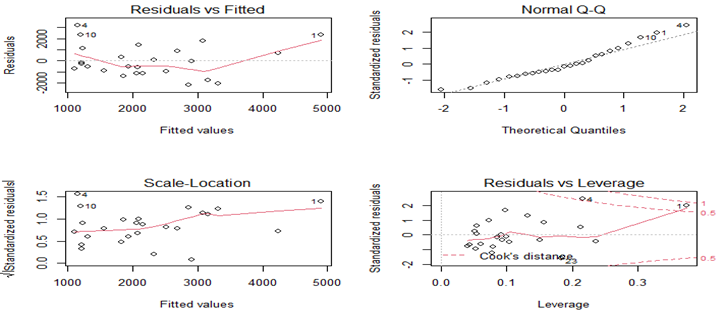 Residuals vs Fitted
Residuals
-2000 0 2000
4
10
1
1000 2000 3000 4000 5000
Fitted values
Normal Q-Q
Standardized residuals
-1 0 1 2
4
10
1
-2 -1 0 1 2
Theoretical Quantiles
Scale-Location
√|Standardized residuals|
0.0 0.5 1.0 1.5
4
10
1
1000 2000 3000 4000 5000
Fitted values
Residuals vs Leverage
Standardized residuals
-2 0 2
4
1
23
Cook's distance
1
0.5
0.5
0.0 0.1 0.2 0.3
Leverage